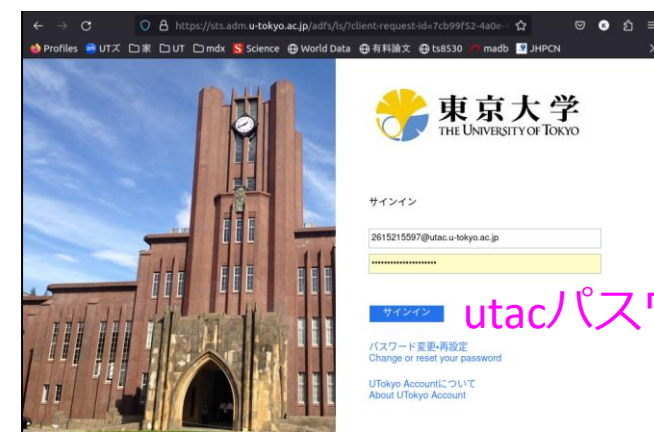 https://sts.adm.u-tokyo.ac.jp/adfs/ls/?client-request-id=7cb99f52-4a0e-
Profiles UTズ 家 UT mdx S Science World Data 有料論文 ts8530 madb JHPCN
東京大学
THE UNIVERSITY OF TOKYO
サインイン
2615215597@utac.u-tokyo.ac.jp
サインイン
utacパスワ
パスワード変更・再設定
Change or reset your password
UTokyo Accountについて
About UTokyo Account